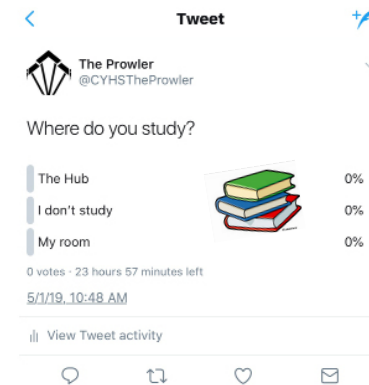 Tweet
The Prowler
@CYHSTheProwler
Where do you study?
The Hub 0%
I don't study 0%
My room 0%
0 votes · 23 hours 57 minutes left
5/1/19, 10:48 AM
View Tweet activity